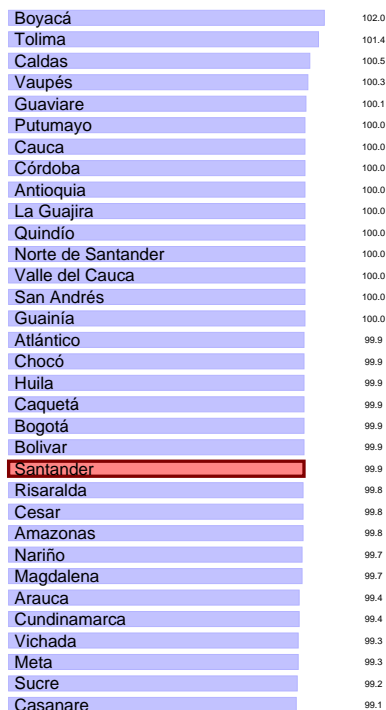 Boyacá 102.0
Tolima 101.4
Caldas 100.5
Vaupés 100.3
Guaviare 100.1
Putumayo 100.0
Cauca 100.0
Córdoba 100.0
Antioquia 100.0
La Guajira 100.0
Quindío 100.0
Norte de Santander 100.0
Valle del Cauca 100.0
San Andrés 100.0
Guainía 100.0
Atlántico 99.9
Chocó 99.9
Huila 99.9
Caquetá 99.9
Bogotá 99.9
Bolivar 99.9
Santander 99.9
Risaralda 99.8
Cesar 99.8
Amazonas 99.8
Nariño 99.7
Magdalena 99.7
Arauca 99.4
Cundinamarca 99.4
Vichada 99.3
Meta 99.3
Sucre 99.2
Casanare 99.1